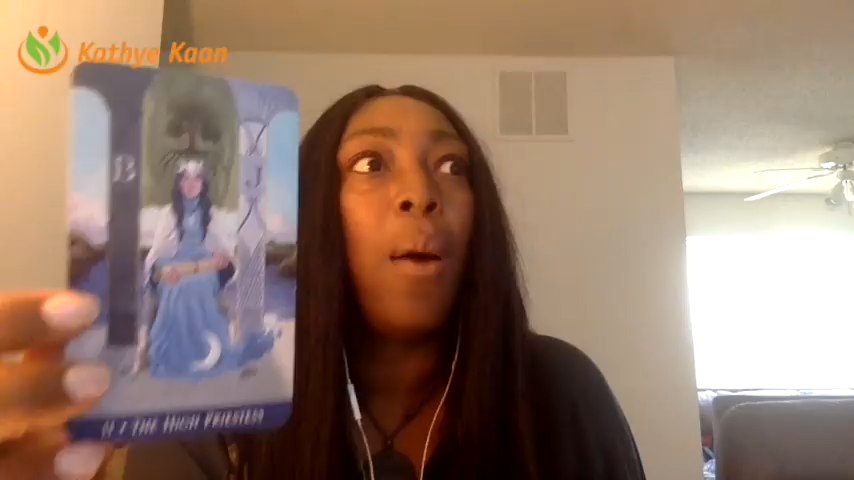 Kathye Kaan
B
J
II / THE HIGH PRIESTESS